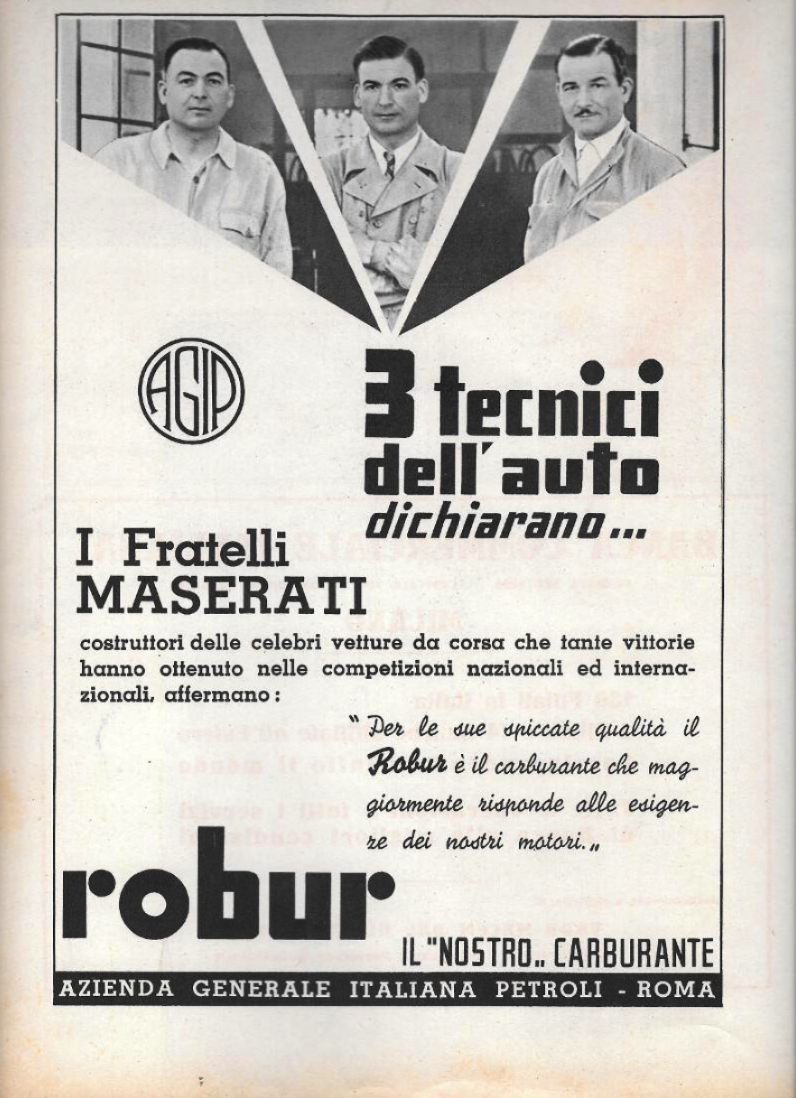 AGIP
3 tecnici
dell'auto
dichiarano...
I Fratelli
MASERATI
costruttori delle celebri vetture da corsa che tante vittorie
hanno ottenuto nelle competizioni nazionali ed interna-
zionali, affermano:
"Per le sue spiccate qualità il
Robur è il carburante che mag-
giormente risponde alle esigen-
ze dei nostri motori.„
robur
IL "NOSTRO„ CARBURANTE
AZIENDA GENERALE ITALIANA PETROLI - ROMA